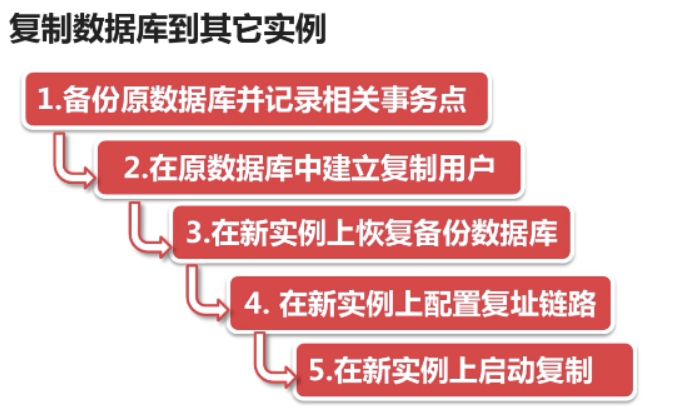 复制数据库到其它实例
1.备份原数据库并记录相关事务点
2.在原数据库中建立复制用户
3.在新实例上恢复备份数据库
4. 在新实例上配置复址链路
5.在新实例上启动复制